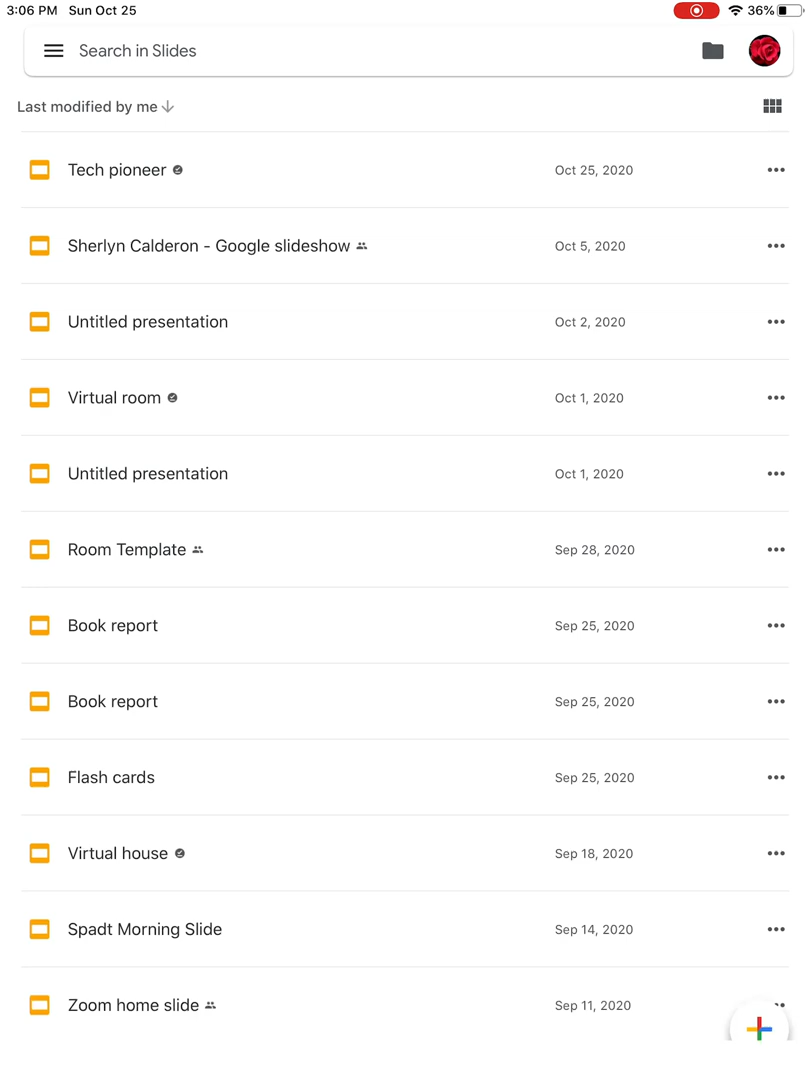 3:06 PM Sun Oct 25 36%
Search in Slides
Last modified by me
Tech pioneer Oct 25, 2020
Sherlyn Calderon - Google slideshow Oct 5, 2020
Untitled presentation Oct 2, 2020
Virtual room Oct 1, 2020
Untitled presentation Oct 1, 2020
Room Template Sep 28, 2020
Book report Sep 25, 2020
Book report Sep 25, 2020
Flash cards Sep 25, 2020
Virtual house Sep 18, 2020
Spadt Morning Slide Sep 14, 2020
Zoom home slide Sep 11, 2020